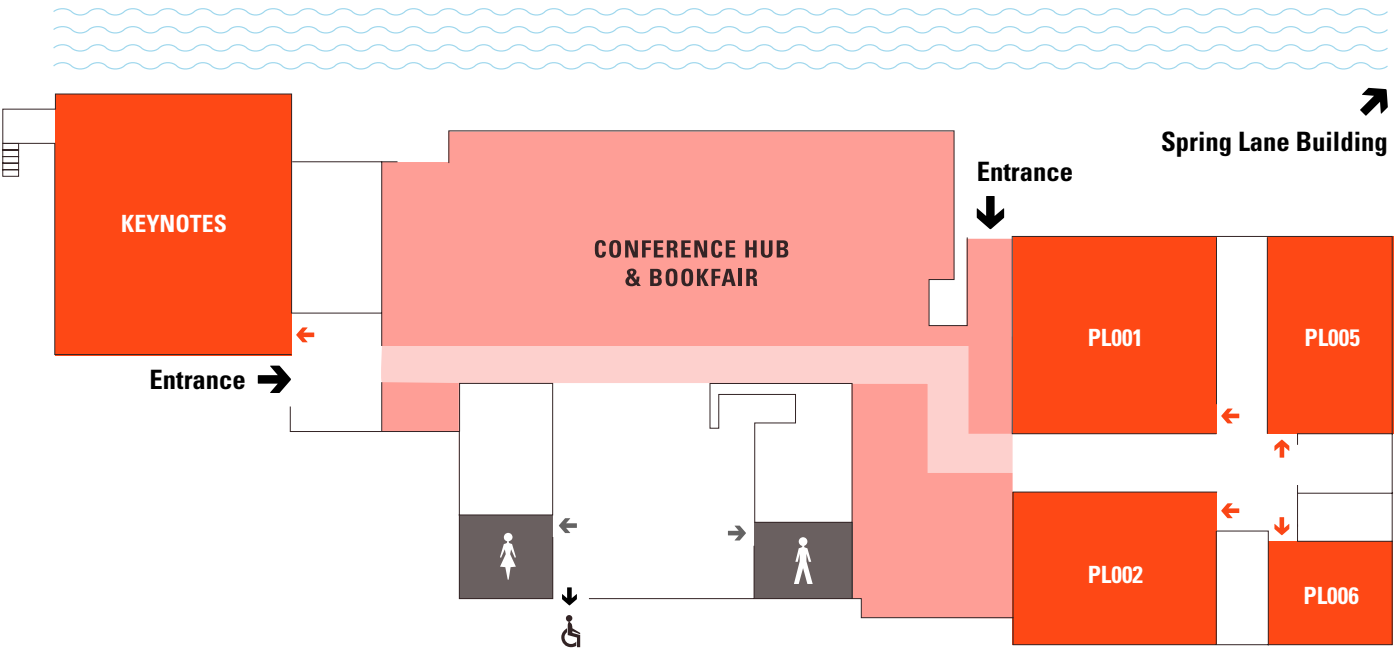 Spring Lane Building
Entrance
KEYNOTES
CONFERENCE HUB
& BOOKFAIR
PL001
PL005
Entrance
PL002
PL006